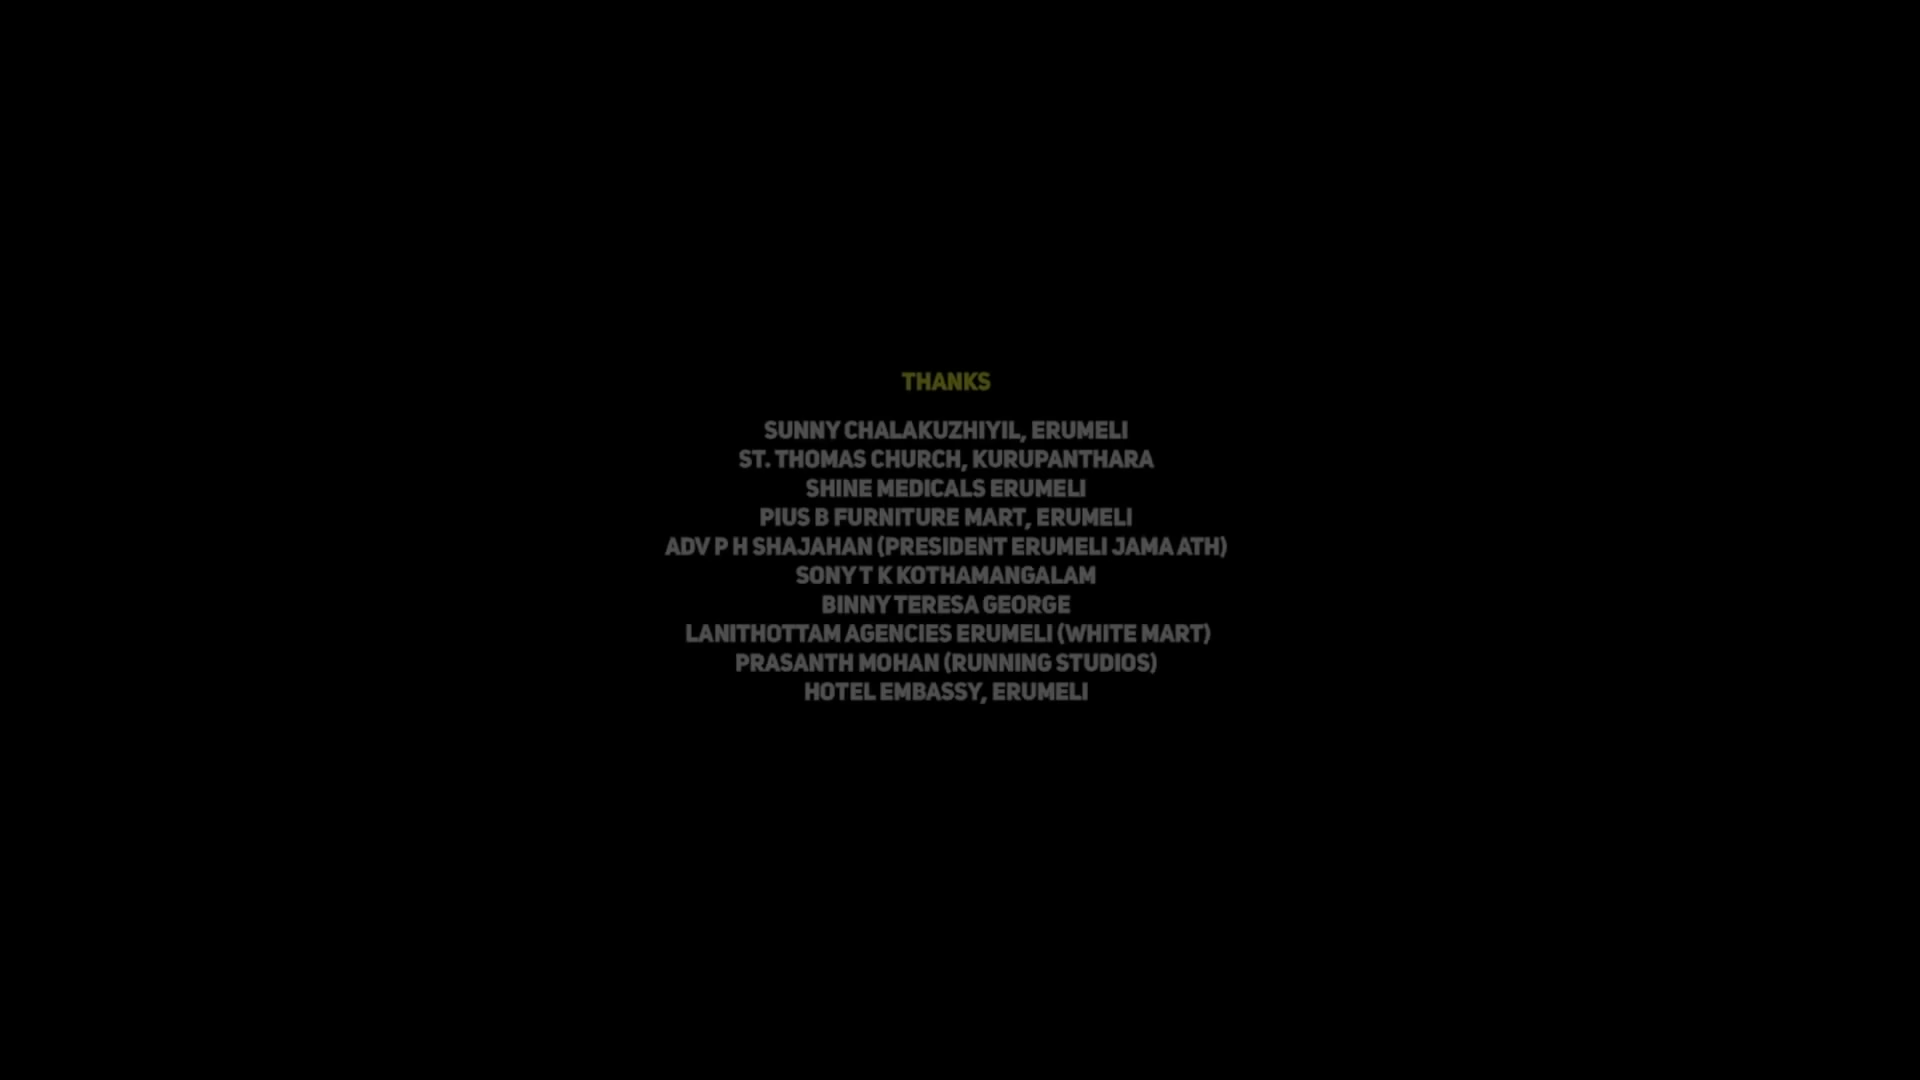 THANKS
SUNNY CHALAKUZHIYIL, ERUMELI
ST. THOMAS CHURCH, KURUPANTHARA
SHINE MEDICALS ERUMELI
PIUS B FURNITURE MART, ERUMELI
ADV P H SHAJAHAN (PRESIDENT ERUMELI JAMA ATH)
SONY T K KOTHAMANGALAM
BINNY TERESA GEORGE
LANITHOTTAM AGENCIES ERUMELI (WHITE MART)
PRASANTH MOHAN (RUNNING STUDIOS)
HOTEL EMBASSY, ERUMELI